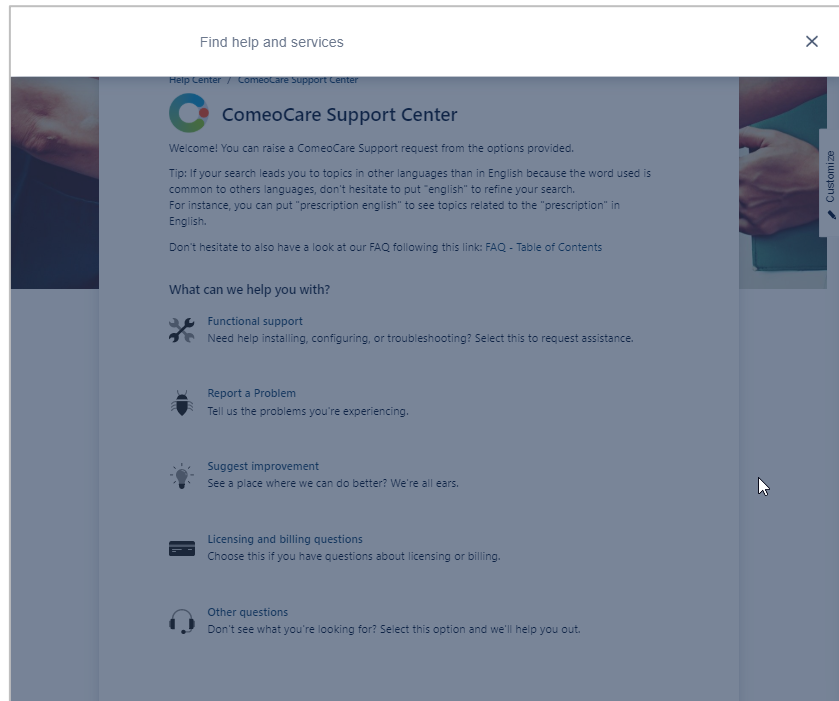 Find help and services
Help Center / ComeoCare Support Center
ComeoCare Support Center
Welcome! You can raise a ComeoCare Support request from the options provided.
Tip: If your search leads you to topics in other languages than in English because the word used is
common to others languages, don't hesitate to put "english" to refine your search.
For instance, you can put "prescription english" to see topics related to the "prescription" in
English.
Don't hesitate to also have a look at our FAQ following this link: FAQ - Table of Contents
What can we help you with?
Functional support
Need help installing, configuring, or troubleshooting? Select this to request assistance.
Report a Problem
Tell us the problems you're experiencing.
Suggest improvement
See a place where we can do better? We're all ears.
Licensing and billing questions
Choose this if you have questions about licensing or billing.
Other questions
Don't see what you're looking for? Select this option and we'll help you out.
Customize